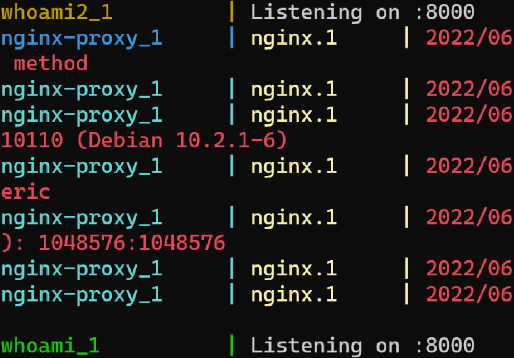 whoami2_1 | Listening on :8000
nginx-proxy_1 | nginx.1 | 2022/06
method
nginx-proxy_1 | nginx.1 | 2022/06
nginx-proxy_1 | nginx.1 | 2022/06
10110 (Debian 10.2.1-6)
nginx-proxy_1 | nginx.1 | 2022/06
eric
nginx-proxy_1 | nginx.1 | 2022/06
): 1048576:1048576
nginx-proxy_1 | nginx.1 | 2022/06
nginx-proxy_1 | nginx.1 | 2022/06
whoami_1 | Listening on :8000